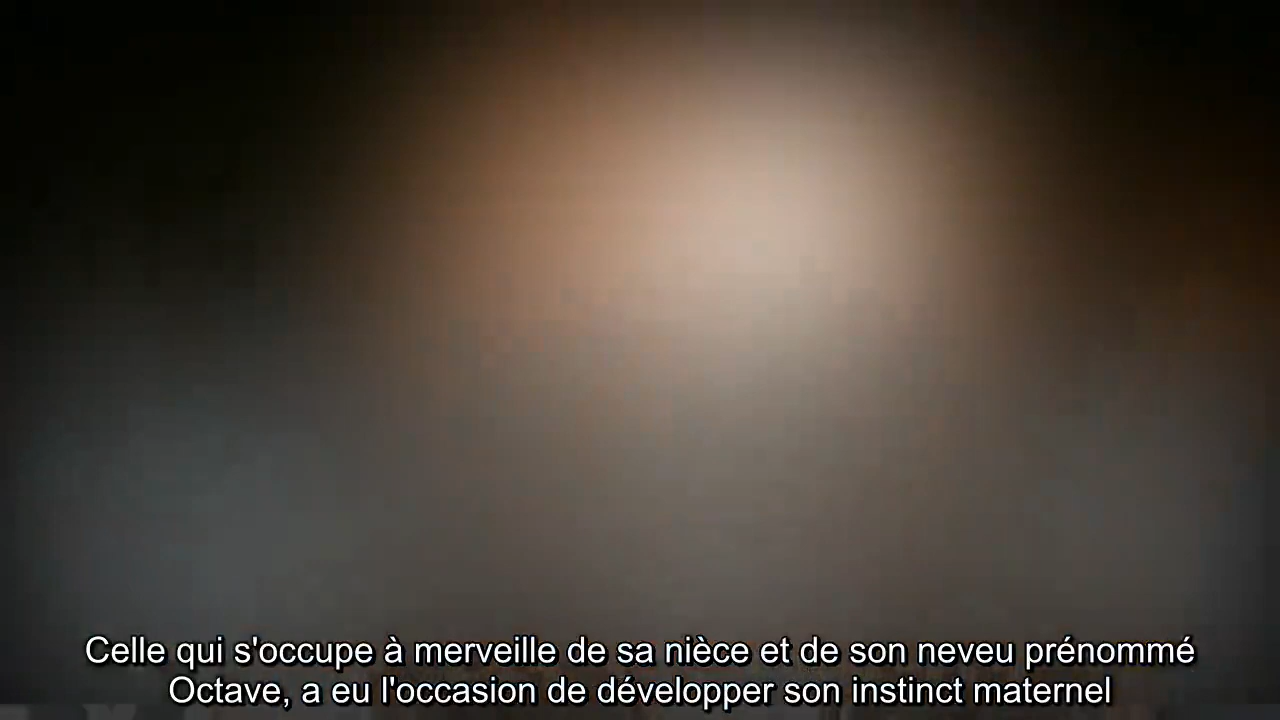 Celle qui s'occupe à merveille de sa nièce et de son neveu prénommé
Octave, a eu l'occasion de développer son instinct maternel